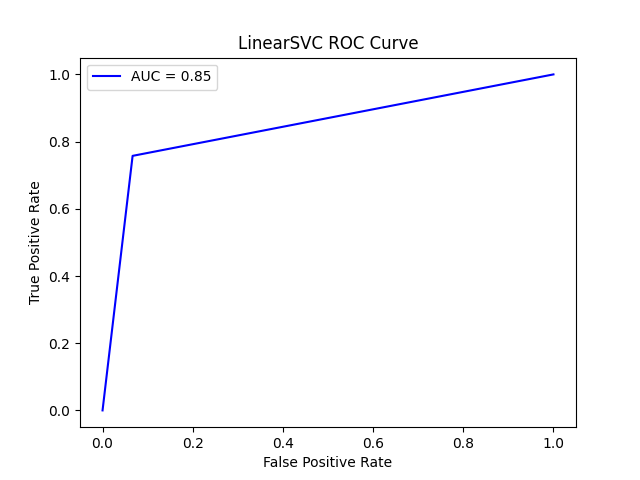 LinearSVC ROC Curve
AUC = 0.85
True Positive Rate
1.0
0.8
0.6
0.4
0.2
0.0
0.0 0.2 0.4 0.6 0.8 1.0
False Positive Rate